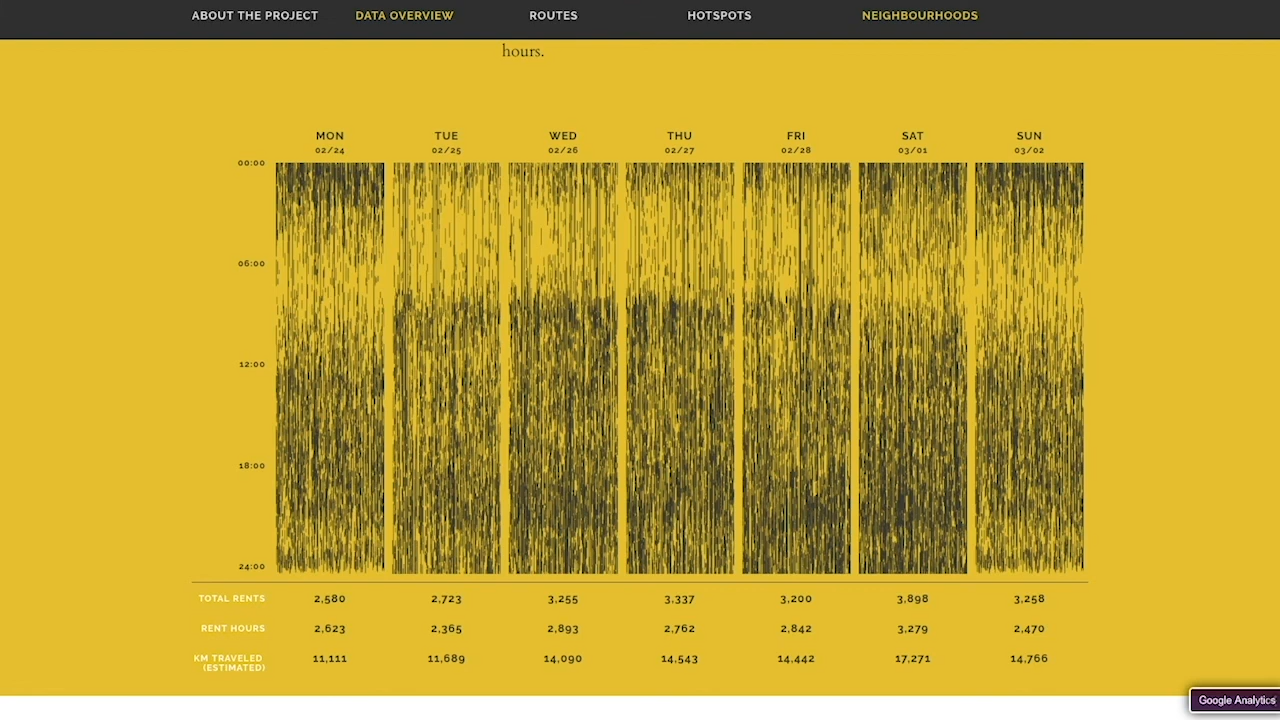 ABOUT THE PROJECT DATA OVERVIEW ROUTES HOTSPOTS NEIGHBOURHOODS
hours.
MON TUE WED THU FRI SAT SUN
02/24 02/25 02/26 02/27 02/28 03/01 03/02
00:00
06:00
12:00
18:00
24:00
TOTAL RENTS 2,580 2,723 3,255 3,337 3,200 3,898 3,258
RENT HOURS 2,623 2,365 2,893 2,762 2,842 3,279 2,470
KM TRAVELED 11,111 11,689 14,090 14,543 14,442 17,271 14,766
(ESTIMATED)
Google Analytics